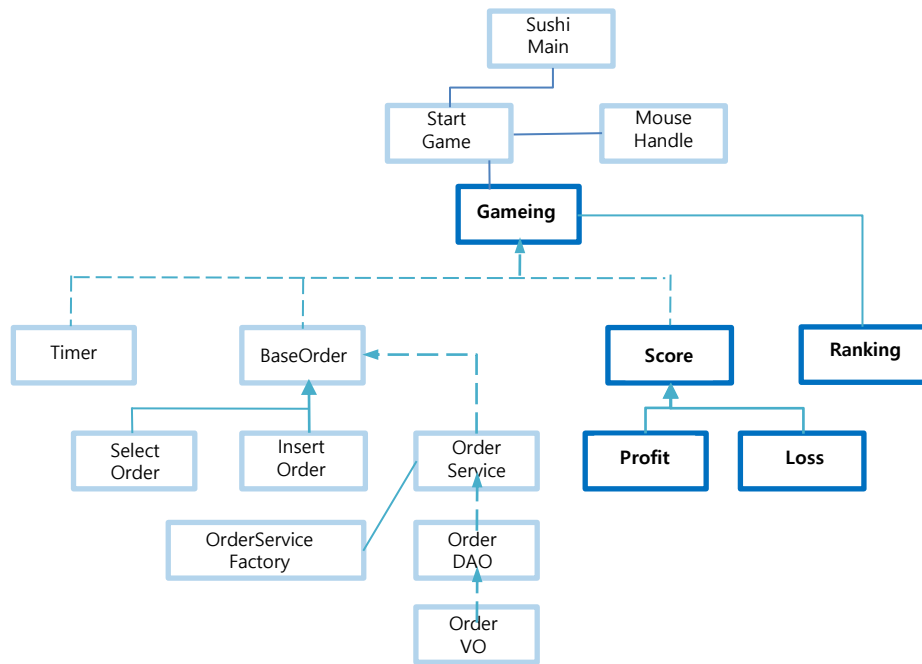 Sushi
Main
Start
Game
Mouse
Handle
Gameing
Timer
BaseOrder
Score
Ranking
Select
Order
Insert
Order
Order
Service
Profit
Loss
OrderService
Factory
Order
DAO
Order
VO